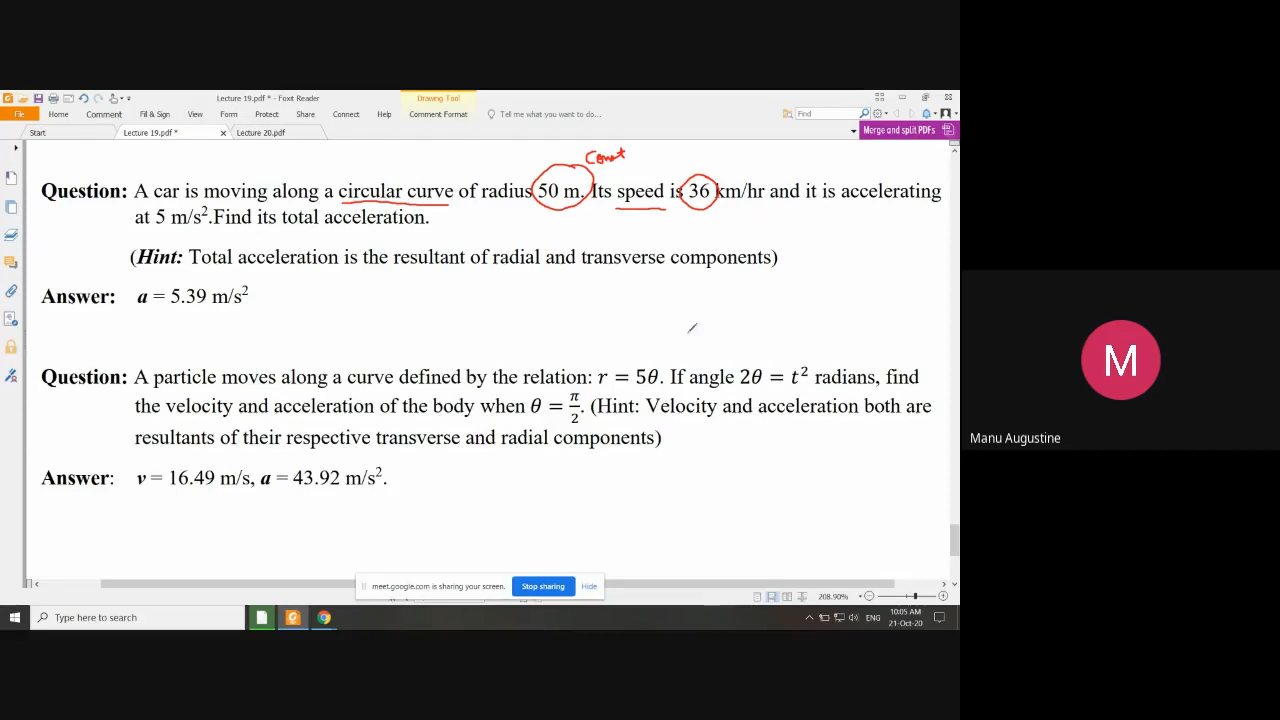 Lecture 19.pdf * - Foxit Reader
Drawing Tool
File Home Comment Fill & Sign View Form Protect Share Connect Help Comment Format Tell me what you want to do... Find
Start Lecture 19.pdf * Lecture 20.pdf Merge and split PDFs
Const
Question: A car is moving along a circular curve of radius 50 m. Its speed is 36 km/hr and it is accelerating
at 5 m/s².Find its total acceleration.
(Hint: Total acceleration is the resultant of radial and transverse components)
Answer: a = 5.39 m/s²
Question: A particle moves along a curve defined by the relation: r = 5θ. If angle 2θ = t² radians, find
the velocity and acceleration of the body when θ = π/2. (Hint: Velocity and acceleration both are
resultants of their respective transverse and radial components)
Answer: v = 16.49 m/s, a = 43.92 m/s².
M
Manu Augustine
meet.google.com is sharing your screen. Stop sharing Hide
208.90%
Type here to search ENG 10:05 AM
21-Oct-20